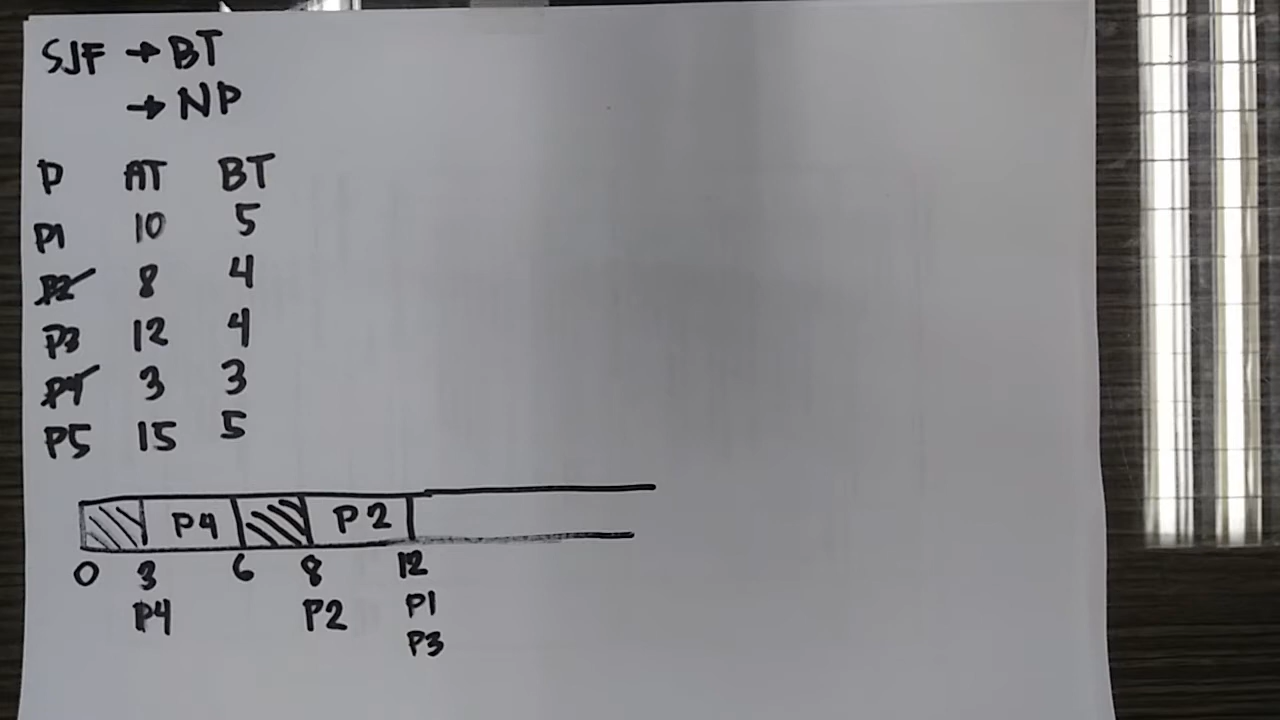 SJF → BT
→ NP
P AT BT
P1 10 5
P2 8 4
P3 12 4
P4 3 3
P5 15 5
P4 P2
0 3 6 8 12
P4 P2 P1
P3